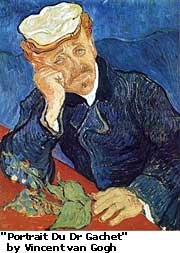 "Portrait Du Dr Gachet"
by Vincent van Gogh